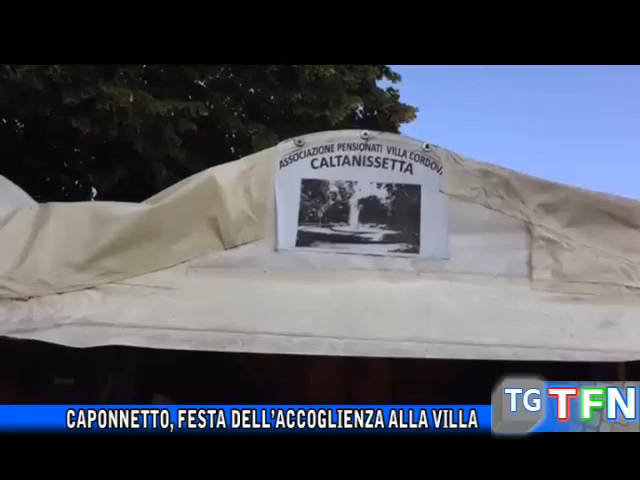 ASSOCIAZIONE PENSIONATI VILLA CORDOVA
CALTANISSETTA
CAPONNETTO, FESTA DELL'ACCOGLIENZA ALLA VILLA
TG TFN